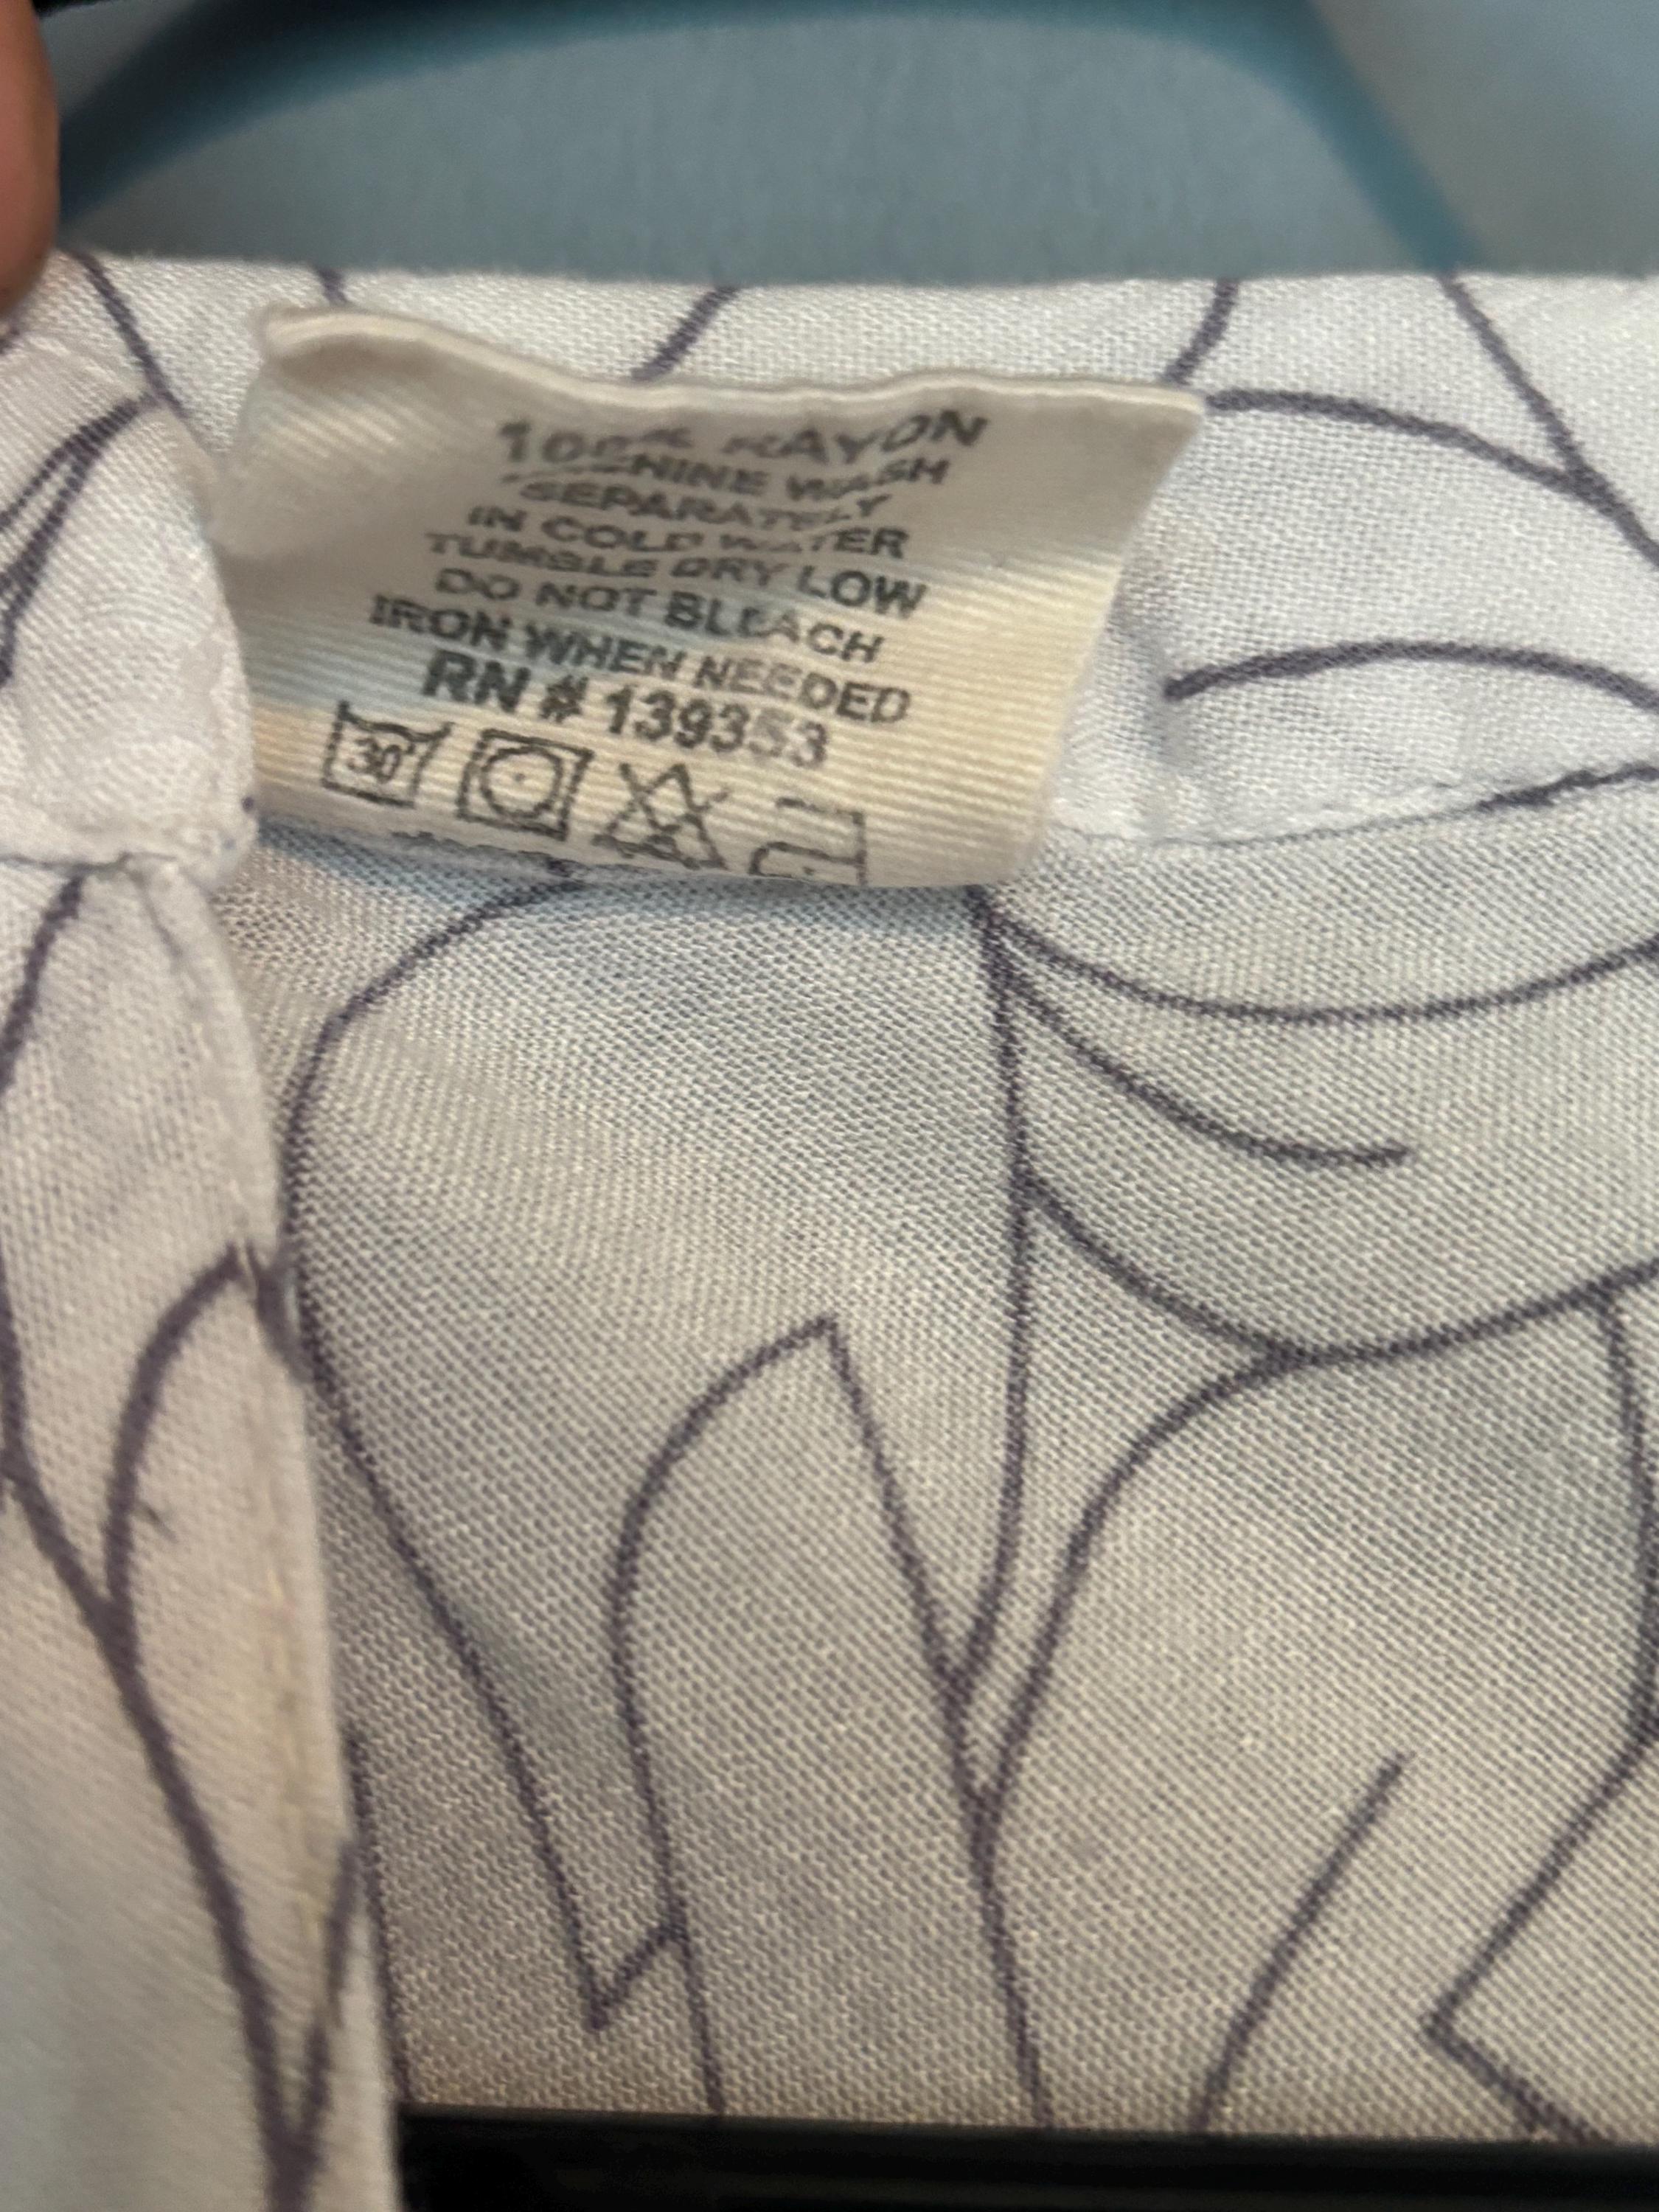 100% RAYON
WASH
SEPARATELY
IN COLD WATER
TUMBLE DRY LOW
DO NOT BLEACH
IRON WHEN NEEDED
RN # 139353
30°